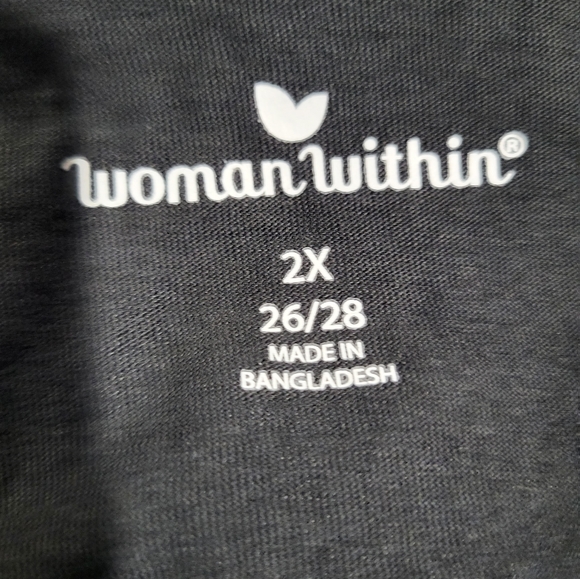 woman within®
2X
26/28
MADE IN
BANGLADESH